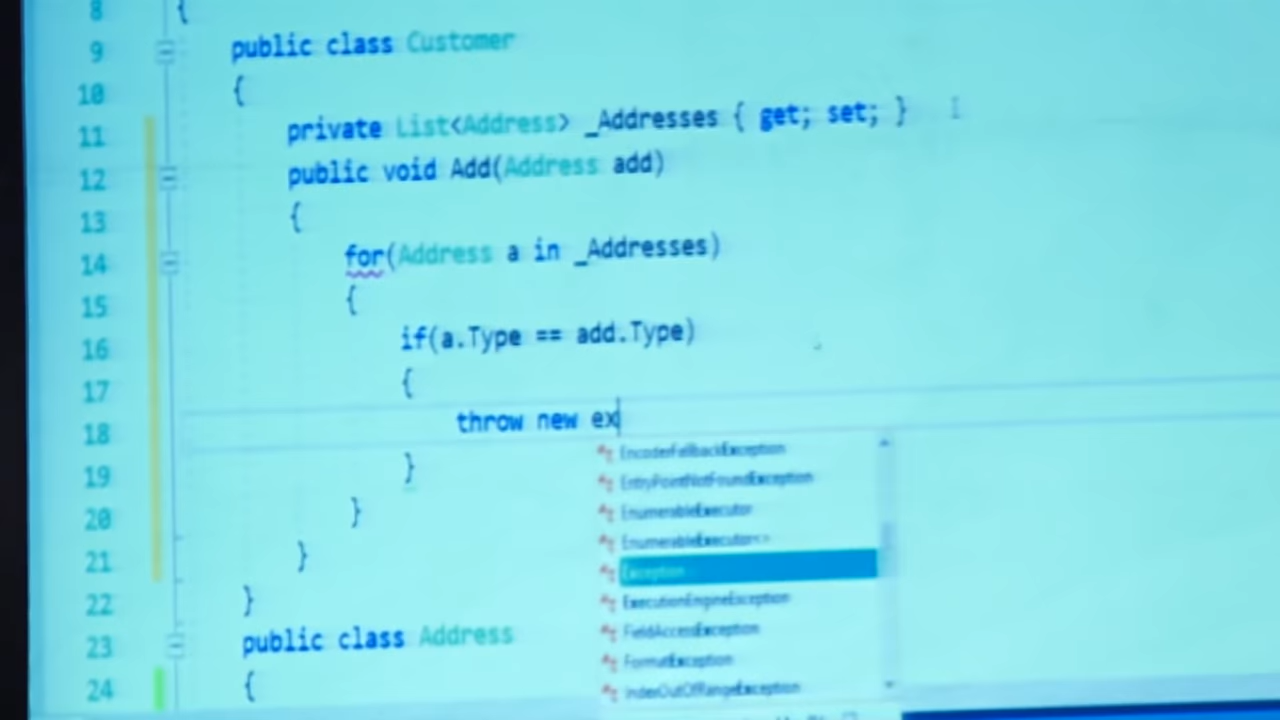 8 {
9 public class Customer
10 {
11 private List<Address> _Addresses { get; set; }
12 public void Add(Address add)
13 {
14 for(Address a in _Addresses)
15 {
16 if(a.Type == add.Type)
17 {
18 throw new ex
EncoderFallbackException
EntryPointNotFoundException
EnumerableExecutor
EnumerableExecutor<>
Exception
ExecutionEngineException
FieldAccessException
FormatException
IndexOutOfRangeException
19 }
20 }
21 }
22 }
23 public class Address
24 {